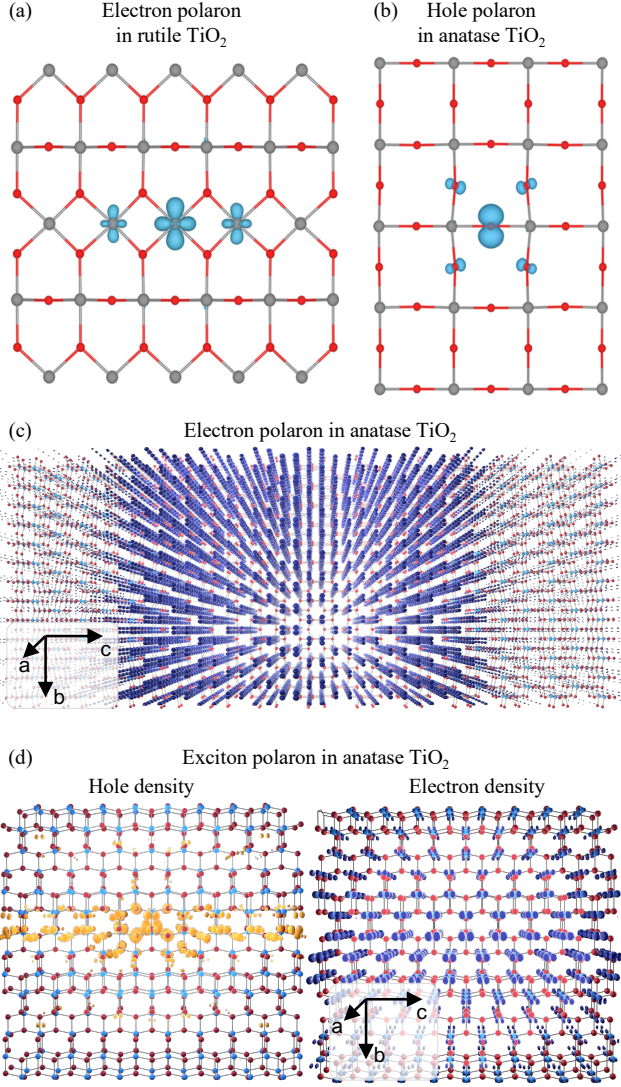 (a)
Electron polaron
in rutile TiO₂
(b)
Hole polaron
in anatase TiO₂
(c)
Electron polaron in anatase TiO₂
a
c
b
(d)
Exciton polaron in anatase TiO₂
Hole density
Electron density
a
c
b